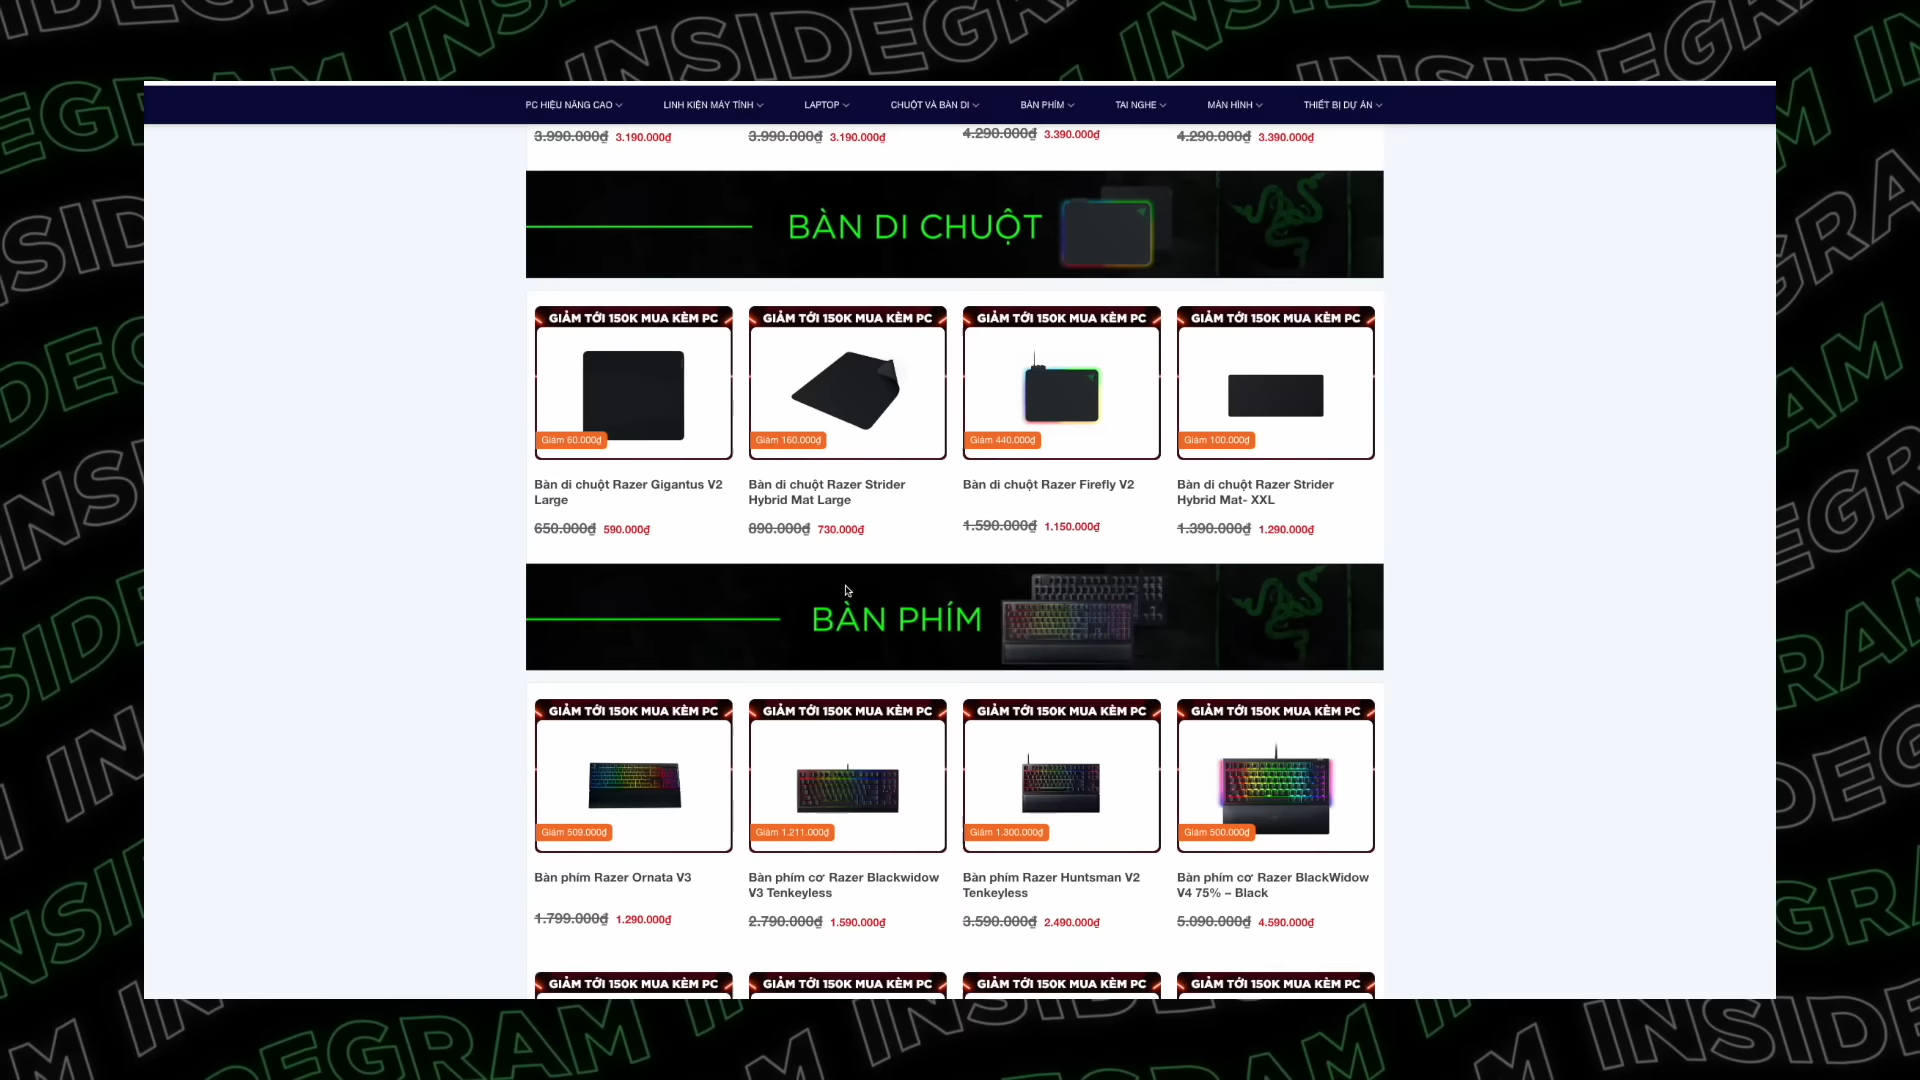 INSIDEGRAM INSIDEGRAM
PC HIỆU NĂNG CAO LINH KIỆN MÁY TÍNH LAPTOP CHUỘT VÀ BÀN DI BÀN PHÍM TAI NGHE MÀN HÌNH THIẾT BỊ DỰ ÁN
3.990.000₫ 3.190.000₫ 3.990.000₫ 3.190.000₫ 4.290.000₫ 3.390.000₫ 4.290.000₫ 3.390.000₫
BÀN DI CHUỘT
GIẢM TỚI 150K MUA KÈM PC GIẢM TỚI 150K MUA KÈM PC GIẢM TỚI 150K MUA KÈM PC GIẢM TỚI 150K MUA KÈM PC
Giảm 60.000₫ Giảm 160.000₫ Giảm 440.000₫ Giảm 100.000₫
Bàn di chuột Razer Gigantus V2 Bàn di chuột Razer Strider Bàn di chuột Razer Firefly V2 Bàn di chuột Razer Strider
Large Hybrid Mat Large Hybrid Mat- XXL
650.000₫ 590.000₫ 890.000₫ 730.000₫ 1.590.000₫ 1.150.000₫ 1.390.000₫ 1.290.000₫
BÀN PHÍM
GIẢM TỚI 150K MUA KÈM PC GIẢM TỚI 150K MUA KÈM PC GIẢM TỚI 150K MUA KÈM PC GIẢM TỚI 150K MUA KÈM PC
Giảm 509.000₫ Giảm 1.211.000₫ Giảm 1.300.000₫ Giảm 500.000₫
Bàn phím Razer Ornata V3 Bàn phím cơ Razer Blackwidow Bàn phím Razer Huntsman V2 Bàn phím cơ Razer BlackWidow
V3 Tenkeyless Tenkeyless V4 75% – Black
1.799.000₫ 1.290.000₫ 2.790.000₫ 1.590.000₫ 3.590.000₫ 2.490.000₫ 5.090.000₫ 4.590.000₫
GIẢM TỚI 150K MUA KÈM PC GIẢM TỚI 150K MUA KÈM PC GIẢM TỚI 150K MUA KÈM PC GIẢM TỚI 150K MUA KÈM PC